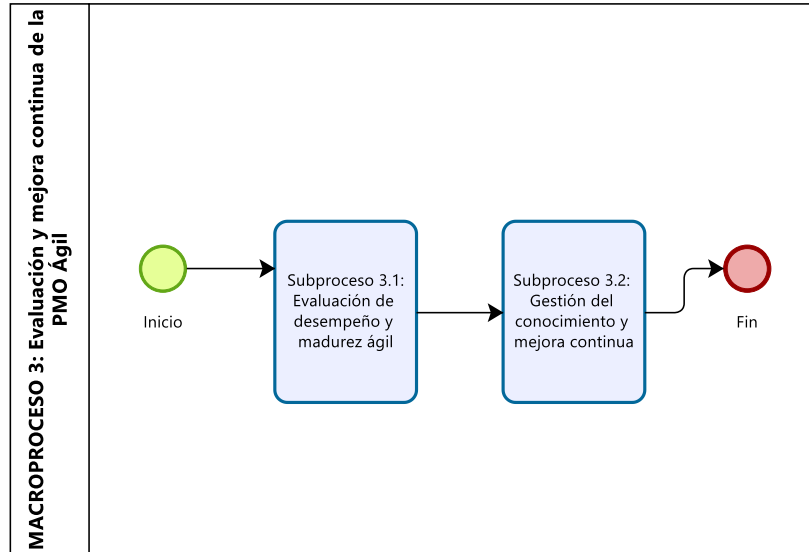 MACROPROCESO 3: Evaluación y mejora continua de la
PMO Ágil
Inicio
Subproceso 3.1:
Evaluación de
desempeño y
madurez ágil
Subproceso 3.2:
Gestión del
conocimiento y
mejora continua
Fin